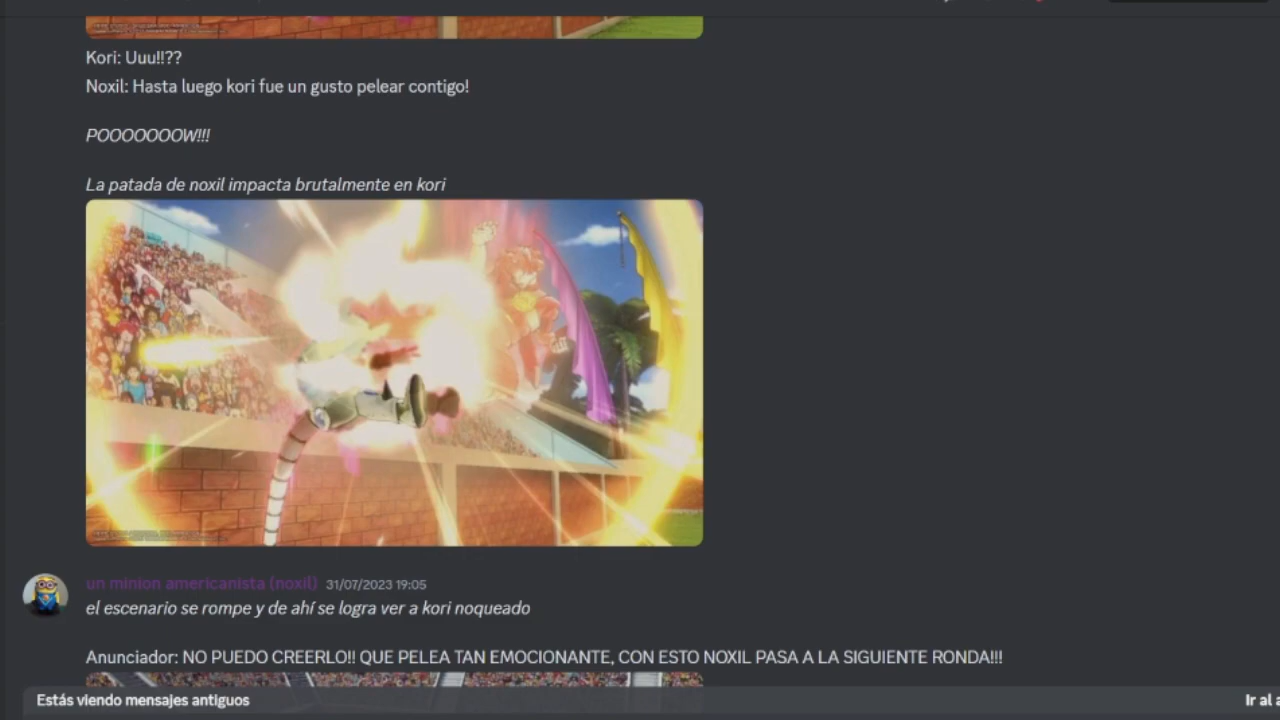 Kori: Uuu!!??
Noxil: Hasta luego kori fue un gusto pelear contigo!
POOOOOOOW!!!
La patada de noxil impacta brutalmente en kori
un minion americanista (noxil) 31/07/2023 19:05
el escenario se rompe y de ahí se logra ver a kori noqueado
Anunciador: NO PUEDO CREERLO!! QUE PELEA TAN EMOCIONANTE, CON ESTO NOXIL PASA A LA SIGUIENTE RONDA!!!
Estás viendo mensajes antiguos
Ir al a